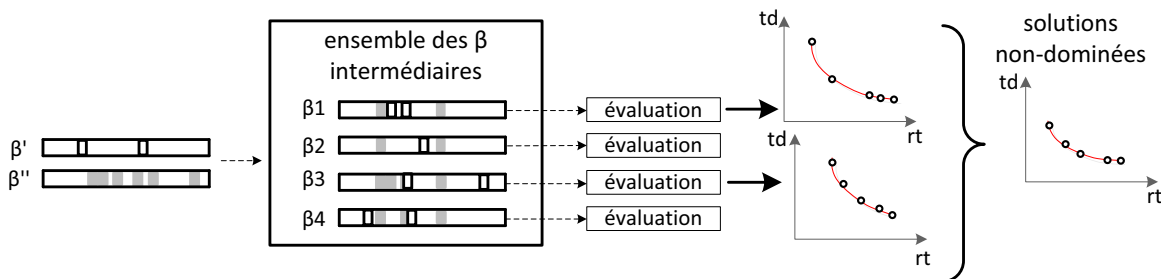 ensemble des β
intermédiaires
β'
β''
β1
β2
β3
β4
évaluation
évaluation
évaluation
évaluation
td
rt
td
rt
solutions
non-dominées
td
rt